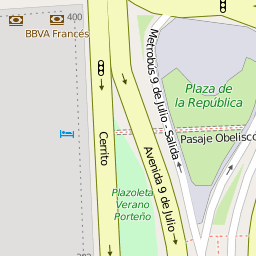 400
BBVA Francés
Metrobus 9 de Julio - Salida
Plaza de
la República
Cerrito
Pasaje Obelisco
Plazoleta
Verano
Porteño
Avenida 9 de Julio